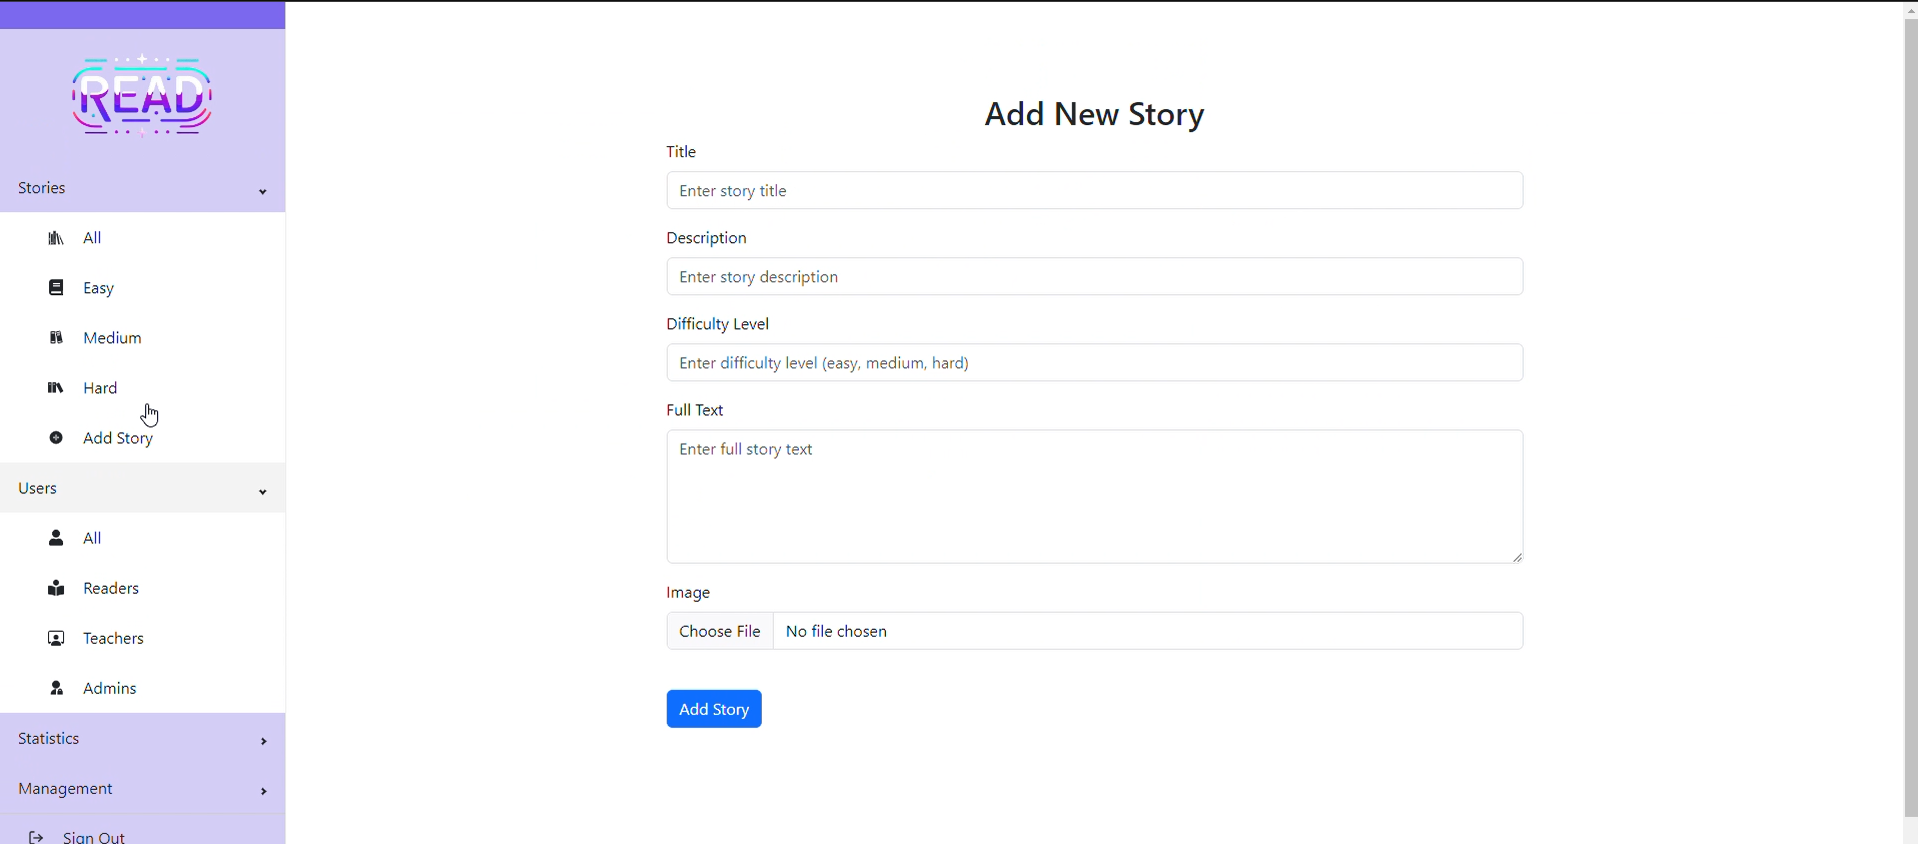 READ
Stories
All
Easy
Medium
Hard
Add Story
Users
All
Readers
Teachers
Admins
Statistics
Management
Sign Out
Add New Story
Title
Enter story title
Description
Enter story description
Difficulty Level
Enter difficulty level (easy, medium, hard)
Full Text
Enter full story text
Image
Choose File No file chosen
Add Story